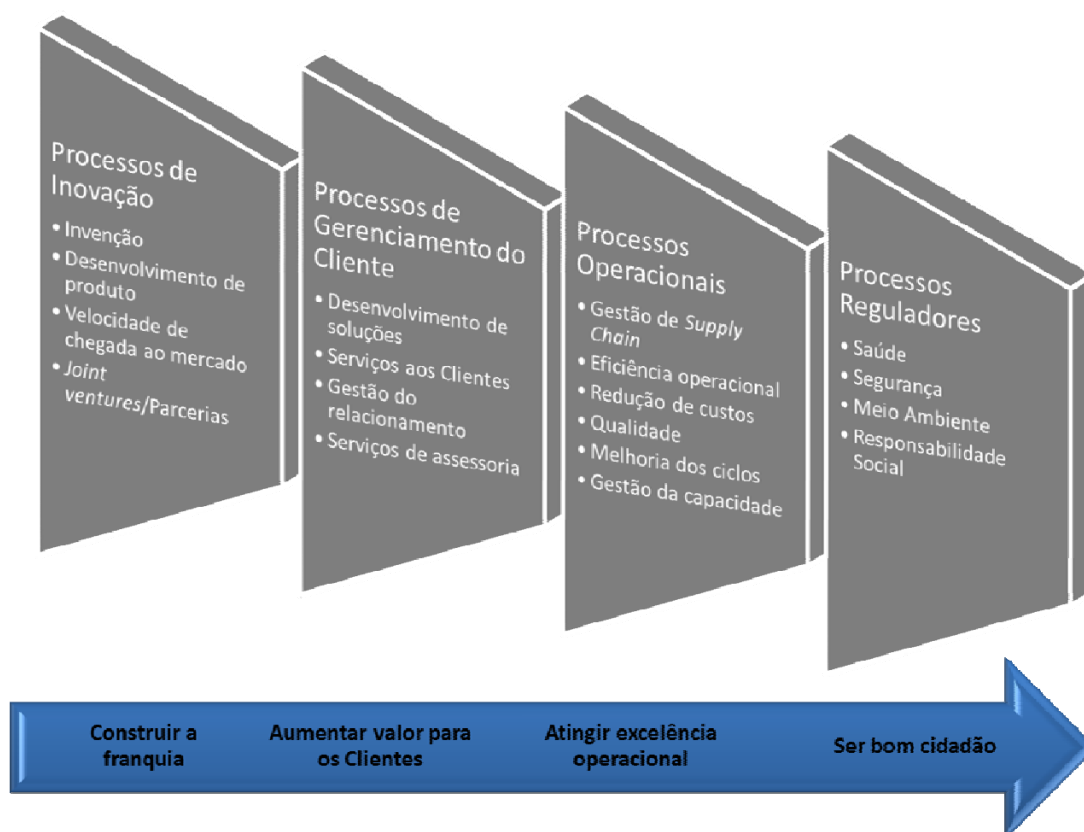 Processos de
Inovação
• Invenção
• Desenvolvimento de
produto
• Velocidade de
chegada ao mercado
• Joint
ventures/Parcerias
Processos de
Gerenciamento do
Cliente
• Desenvolvimento de
soluções
• Serviços aos Clientes
• Gestão do
relacionamento
• Serviços de assessoria
Processos
Operacionais
• Gestão de Supply
Chain
• Eficiência operacional
• Redução de custos
• Qualidade
• Melhoria dos ciclos
• Gestão da capacidade
Processos
Reguladores
• Saúde
• Segurança
• Meio Ambiente
• Responsabilidade
Social
Construir a
franquia
Aumentar valor para
os Clientes
Atingir excelência
operacional
Ser bom cidadão